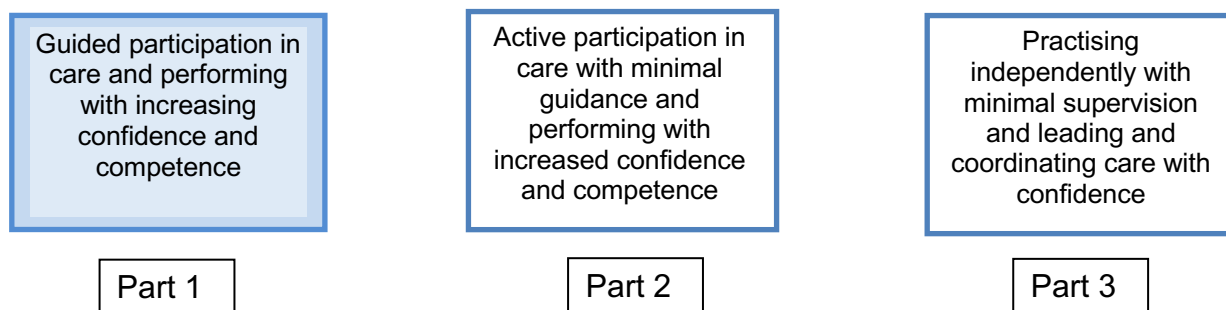 Guided participation in
care and performing
with increasing
confidence and
competence
Active participation in
care with minimal
guidance and
performing with
increased confidence
and competence
Practising
independently with
minimal supervision
and leading and
coordinating care with
confidence
Part 1
Part 2
Part 3